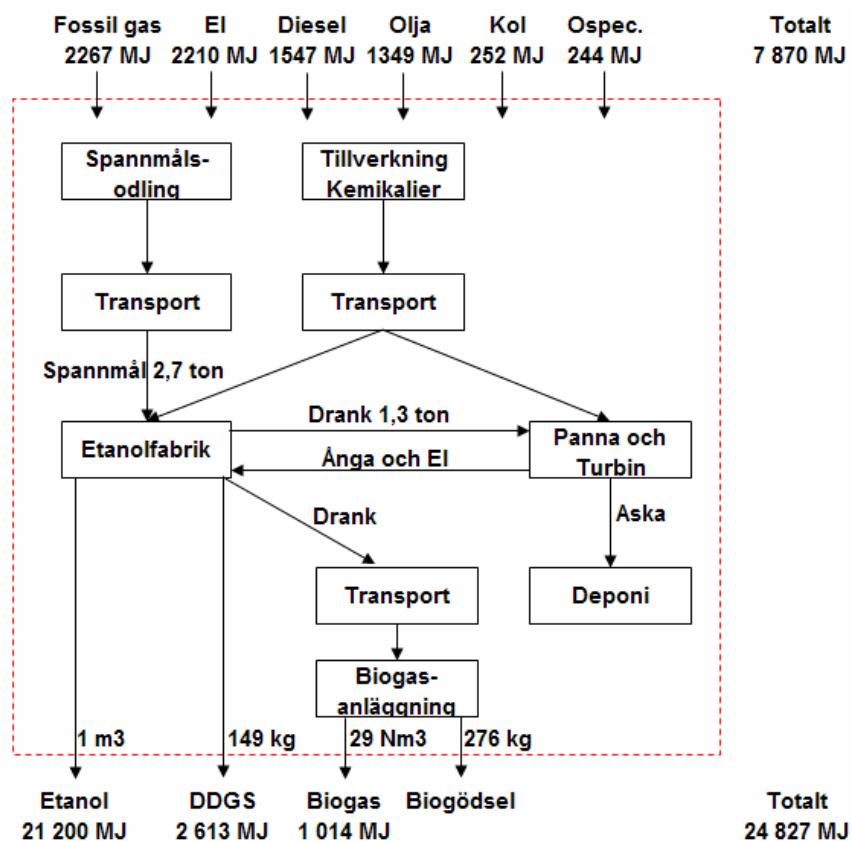 Fossil gas El Diesel Olja Kol Ospec. Totalt
2267 MJ 2210 MJ 1547 MJ 1349 MJ 252 MJ 244 MJ 7 870 MJ
Spannmåls-
odling
Tillverkning
Kemikalier
Transport
Transport
Spannmål 2,7 ton
Etanolfabrik
Drank 1,3 ton
Ånga och El
Panna och
Turbin
Drank
Aska
Transport
Deponi
Biogas-
anläggning
1 m3
149 kg
29 Nm3
276 kg
Etanol DDGS Biogas Biogödsel Totalt
21 200 MJ 2 613 MJ 1 014 MJ 24 827 MJ